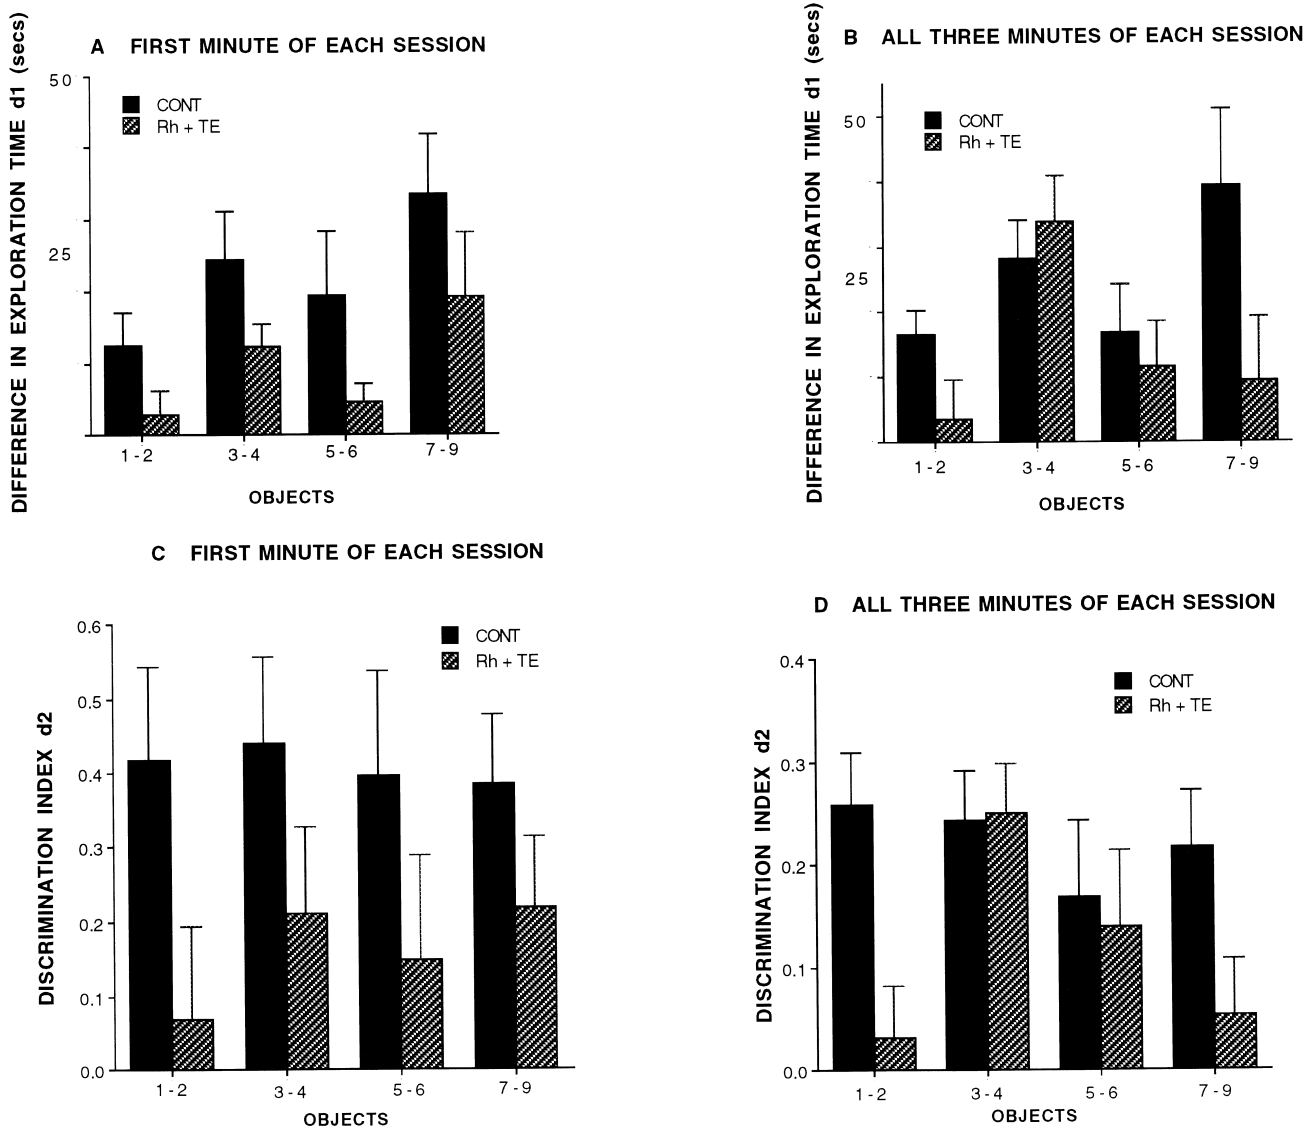 A FIRST MINUTE OF EACH SESSION
DIFFERENCE IN EXPLORATION TIME d1 (secs)
50
25
CONT
Rh + TE
1 - 2
3 - 4
5 - 6
7 - 9
OBJECTS
B ALL THREE MINUTES OF EACH SESSION
DIFFERENCE IN EXPLORATION TIME d1 (secs)
50
25
CONT
Rh + TE
1 - 2
3 - 4
5 - 6
7 - 9
OBJECTS
C FIRST MINUTE OF EACH SESSION
DISCRIMINATION INDEX d2
0.6
0.5
0.4
0.3
0.2
0.1
0.0
CONT
Rh + TE
1 - 2
3 - 4
5 - 6
7 - 9
OBJECTS
D ALL THREE MINUTES OF EACH SESSION
DISCRIMINATION INDEX d2
0.4
0.3
0.2
0.1
0.0
CONT
Rh + TE
1 - 2
3 - 4
5 - 6
7 - 9
OBJECTS